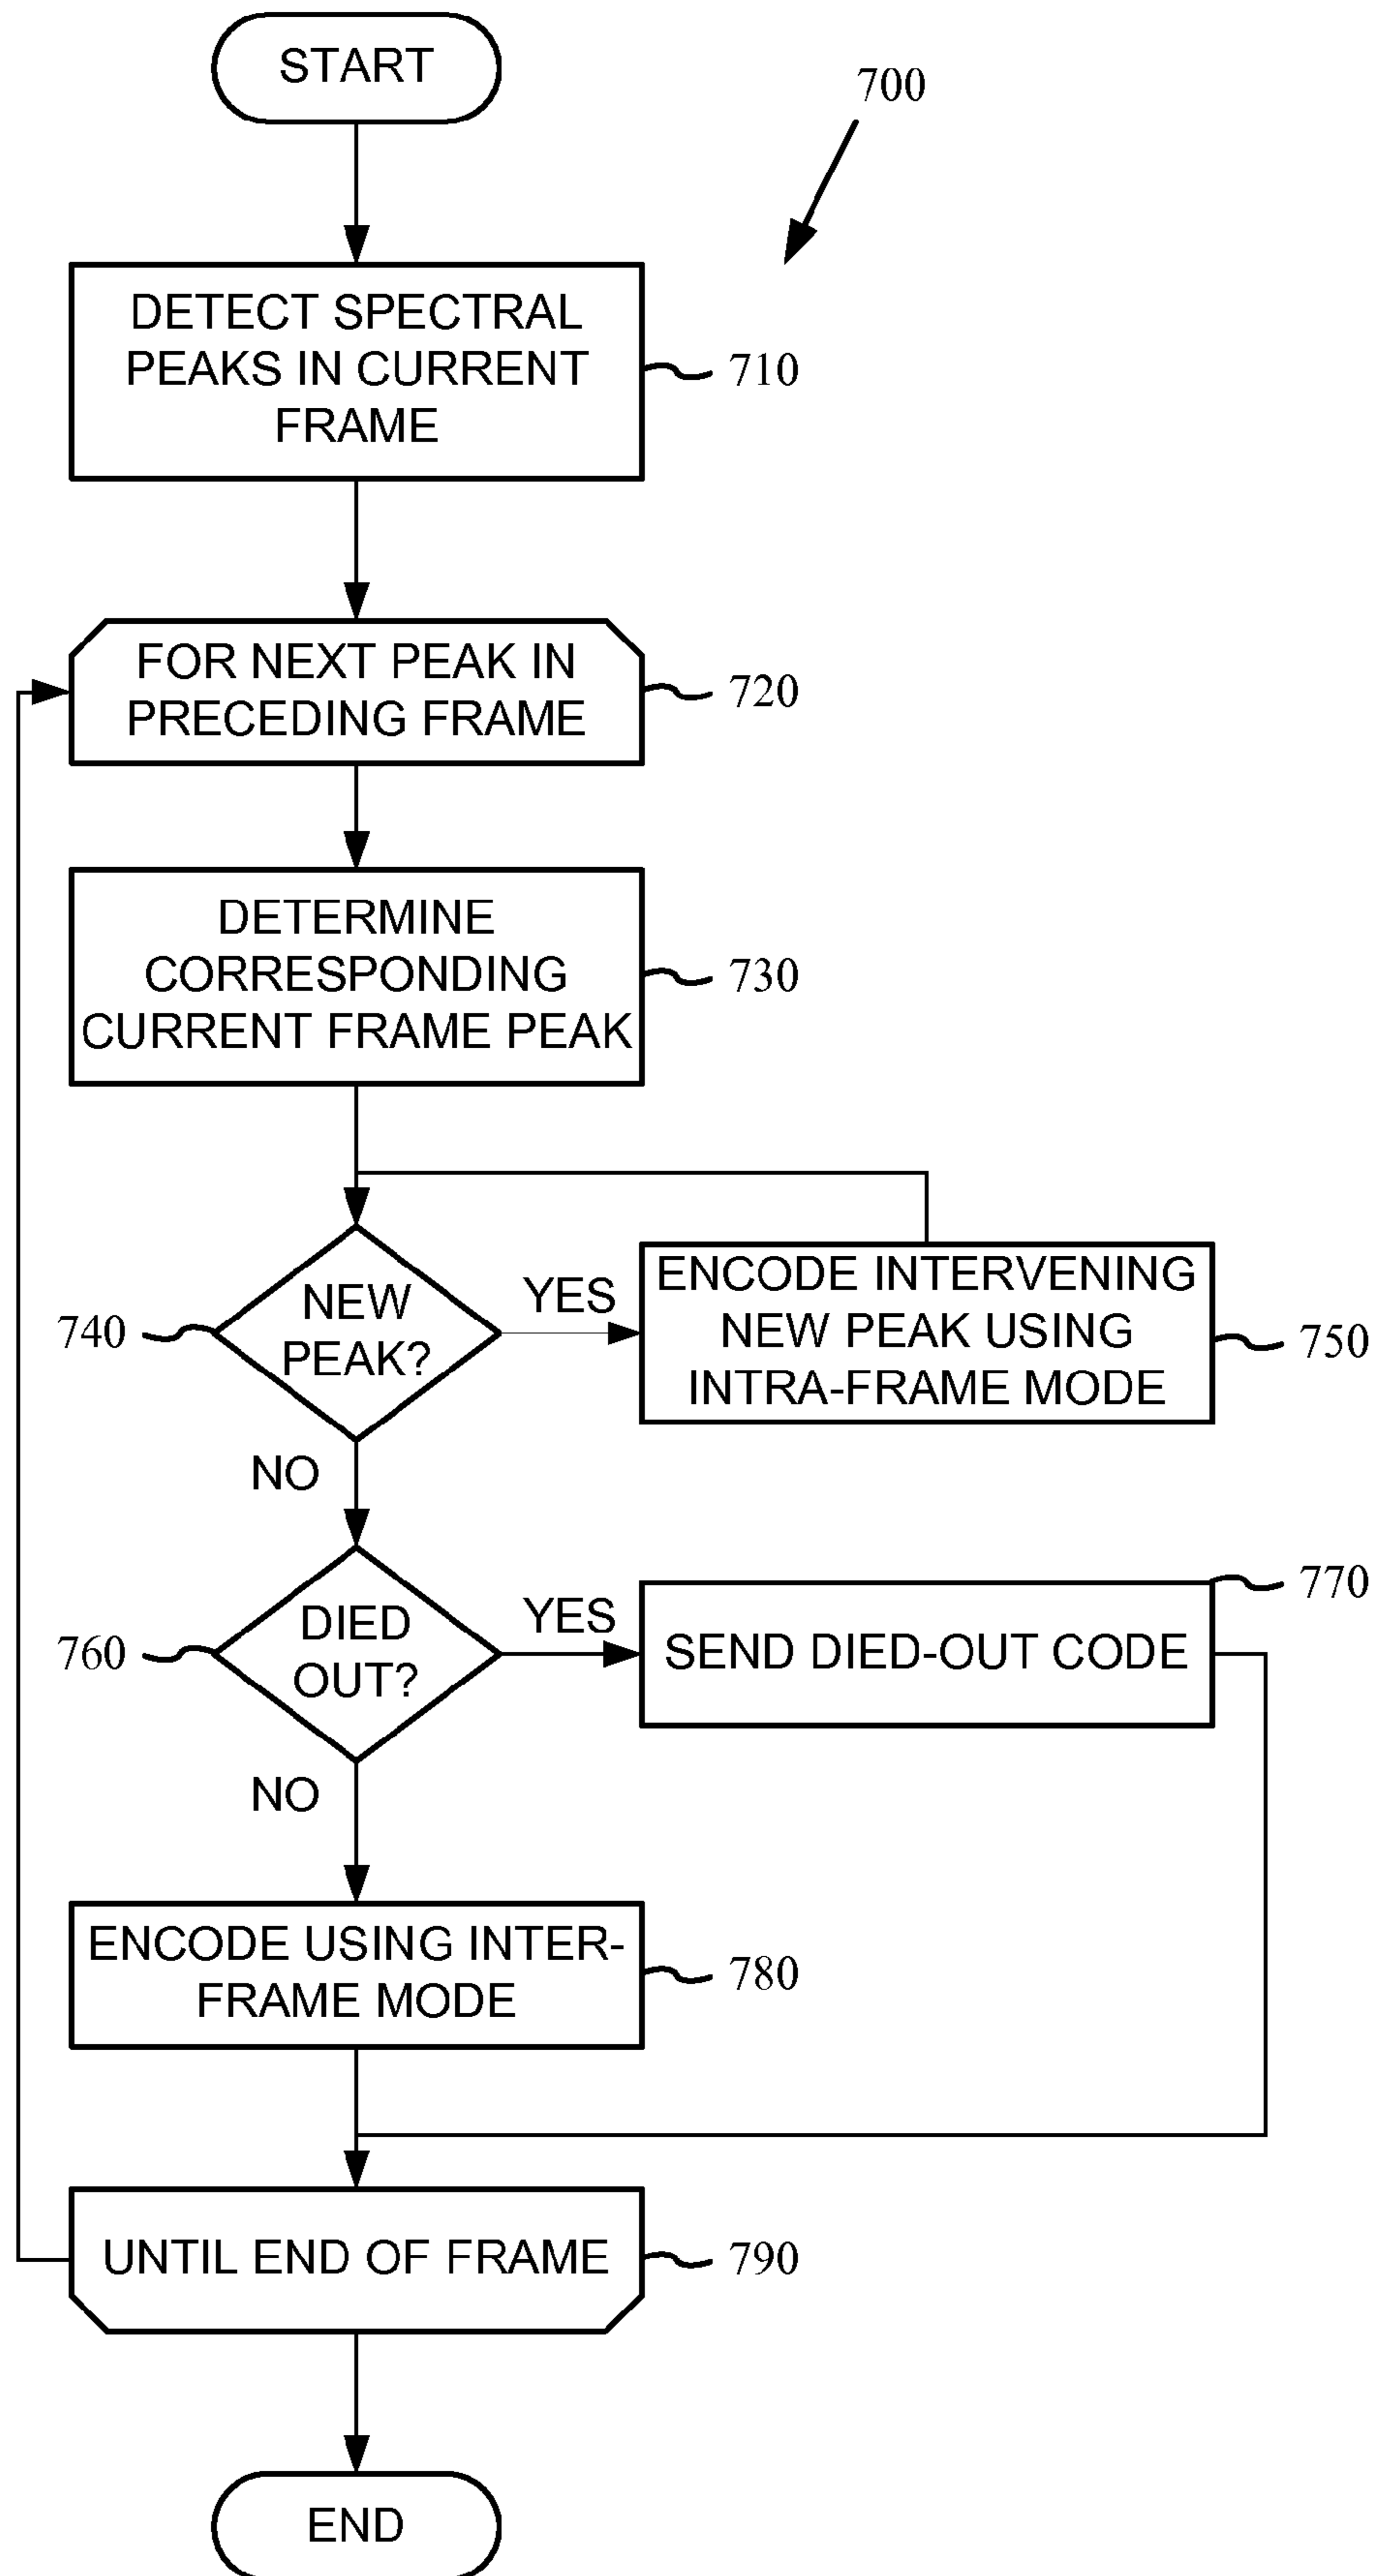 START
700
DETECT SPECTRAL
PEAKS IN CURRENT
FRAME
710
FOR NEXT PEAK IN
PRECEDING FRAME
720
DETERMINE
CORRESPONDING
CURRENT FRAME PEAK
730
NEW
PEAK?
740
YES
ENCODE INTERVENING
NEW PEAK USING
INTRA-FRAME MODE
750
NO
DIED
OUT?
760
YES
SEND DIED-OUT CODE
770
NO
ENCODE USING INTER-
FRAME MODE
780
UNTIL END OF FRAME
790
END